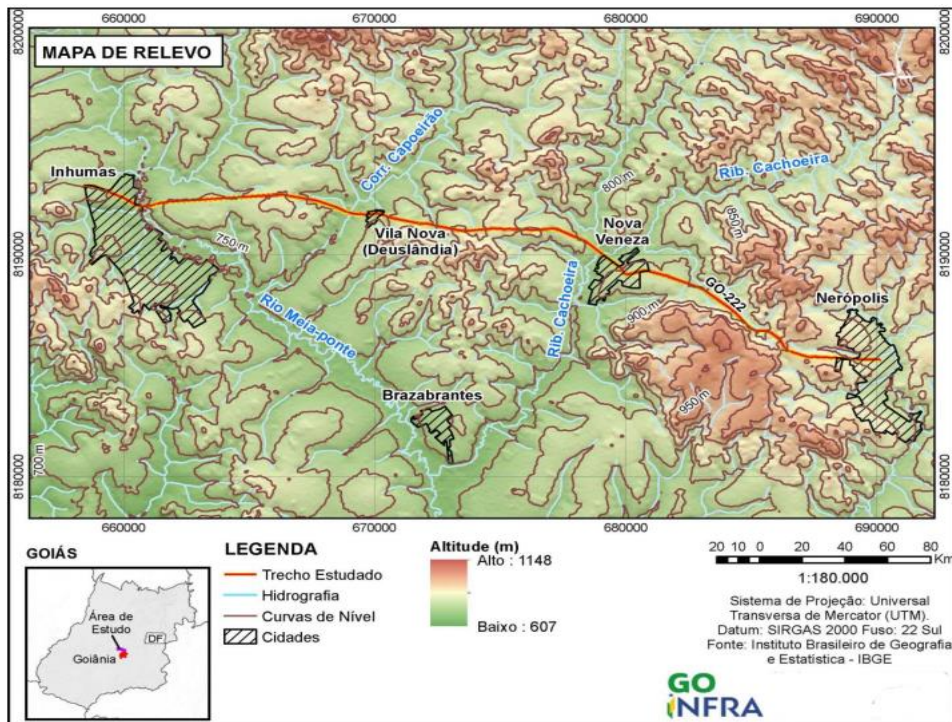 660000 670000 680000 690000
8200000
8200000
MAPA DE RELEVO
Inhumas
Corr. Capoeirão
Rib. Cachoeira
800 m
850 m
Vila Nova
(Deuslândia)
Nova
Veneza
750 m
8190000
8190000
Rio Meia-ponte
Rib. Cachoeira
GO-222
900 m
Nerópolis
Brazabrantes
950 m
700 m
8180000
8180000
660000 670000 680000 690000
GOIÁS
Área de
Estudo
DF
Goiânia
LEGENDA
Trecho Estudado
Hidrografia
Curvas de Nível
Cidades
Altitude (m)
Alto : 1148
Baixo : 607
20 10 0 20 40 60 80
Km
1:180.000
Sistema de Projeção: Universal
Transversa de Mercator (UTM).
Datum: SIRGAS 2000 Fuso: 22 Sul
Fonte: Instituto Brasileiro de Geografia
e Estatística - IBGE
GO
iNFRA